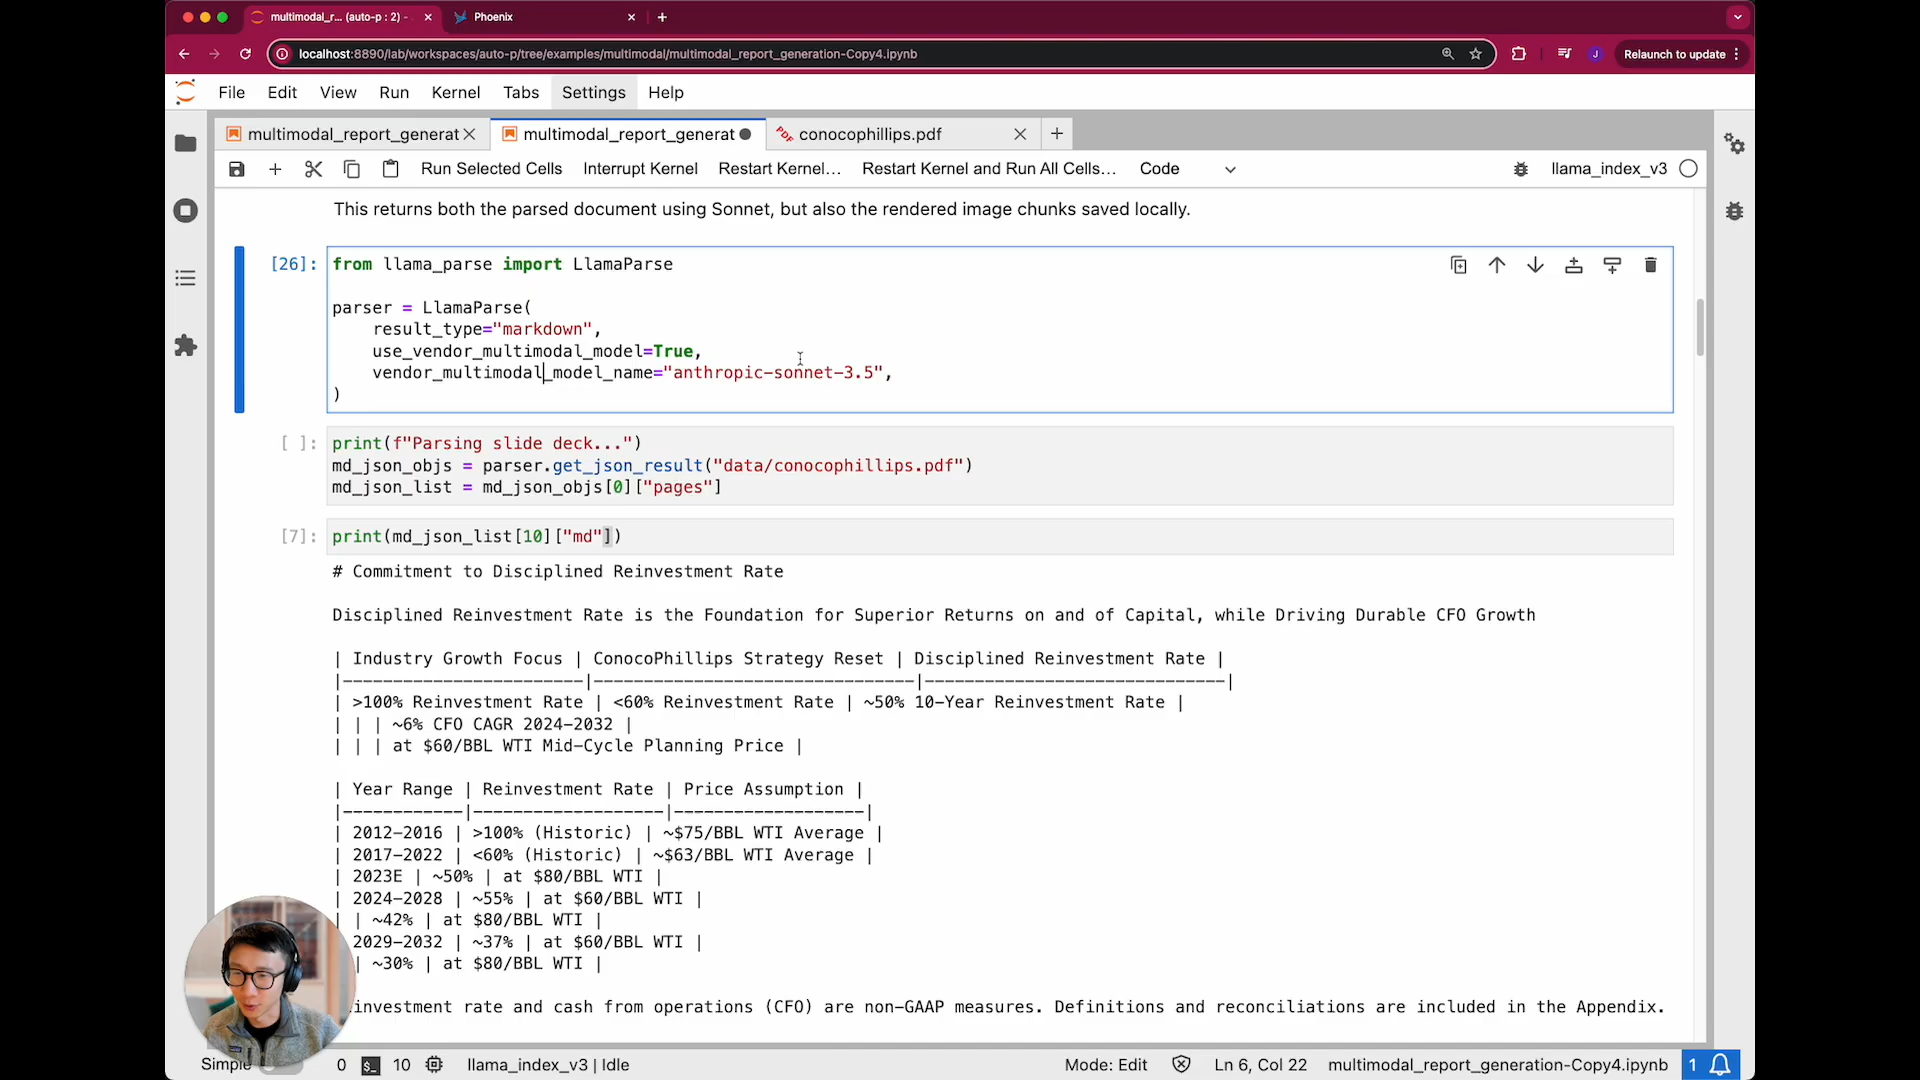 multimodal_r... (auto-p : 2) -
Phoenix
localhost:8890/lab/workspaces/auto-p/tree/examples/multimodal/multimodal_report_generation-Copy4.ipynb
J
Relaunch to update
File Edit View Run Kernel Tabs Settings Help
multimodal_report_generat
multimodal_report_generat
PDF conocophillips.pdf
Run Selected Cells Interrupt Kernel Restart Kernel... Restart Kernel and Run All Cells... Code llama_index_v3
This returns both the parsed document using Sonnet, but also the rendered image chunks saved locally.
[26]: from llama_parse import LlamaParse
parser = LlamaParse(
result_type="markdown",
use_vendor_multimodal_model=True,
vendor_multimodal_model_name="anthropic-sonnet-3.5",
)
[ ]: print(f"Parsing slide deck...")
md_json_objs = parser.get_json_result("data/conocophillips.pdf")
md_json_list = md_json_objs[0]["pages"]
[7]: print(md_json_list[10]["md"])
# Commitment to Disciplined Reinvestment Rate
Disciplined Reinvestment Rate is the Foundation for Superior Returns on and of Capital, while Driving Durable CFO Growth
| Industry Growth Focus | ConocoPhillips Strategy Reset | Disciplined Reinvestment Rate |
|------------------------|--------------------------------|-------------------------------|
| >100% Reinvestment Rate | <60% Reinvestment Rate | ~50% 10-Year Reinvestment Rate |
| | | ~6% CFO CAGR 2024-2032 |
| | | at $60/BBL WTI Mid-Cycle Planning Price |
| Year Range | Reinvestment Rate | Price Assumption |
|------------|-------------------|-------------------|
| 2012-2016 | >100% (Historic) | ~$75/BBL WTI Average |
| 2017-2022 | <60% (Historic) | ~$63/BBL WTI Average |
| 2023E | ~50% | at $80/BBL WTI |
| 2024-2028 | ~55% | at $60/BBL WTI |
| | ~42% | at $80/BBL WTI |
2029-2032 | ~37% | at $60/BBL WTI |
| ~30% | at $80/BBL WTI |
investment rate and cash from operations (CFO) are non-GAAP measures. Definitions and reconciliations are included in the Appendix.
Simple 0 $_ 10 llama_index_v3 | Idle Mode: Edit Ln 6, Col 22 multimodal_report_generation-Copy4.ipynb 1